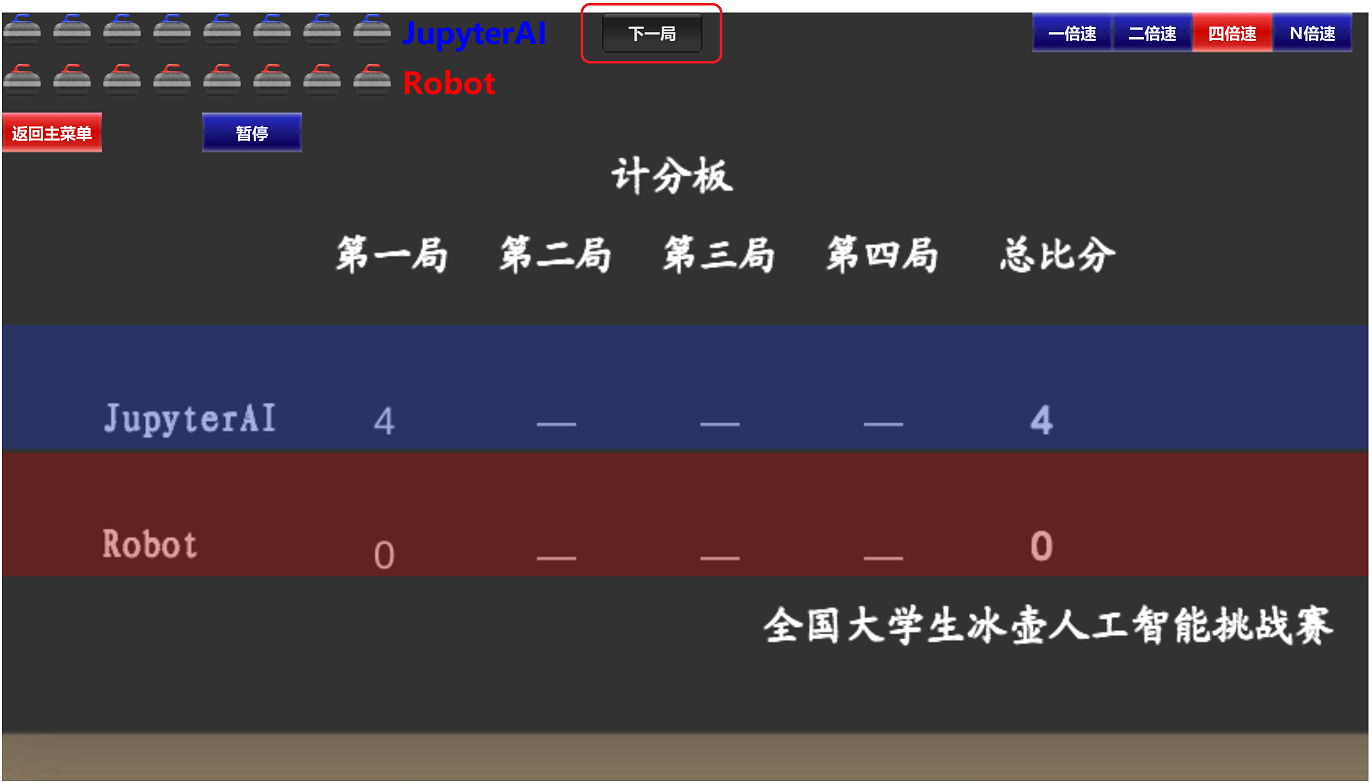 JupyterAI 下一局 一倍速 二倍速 四倍速 N倍速
Robot
返回主菜单 暂停
计分板
第一局 第二局 第三局 第四局 总比分
JupyterAI 4 — — — 4
Robot 0 — — — 0
全国大学生冰壶人工智能挑战赛